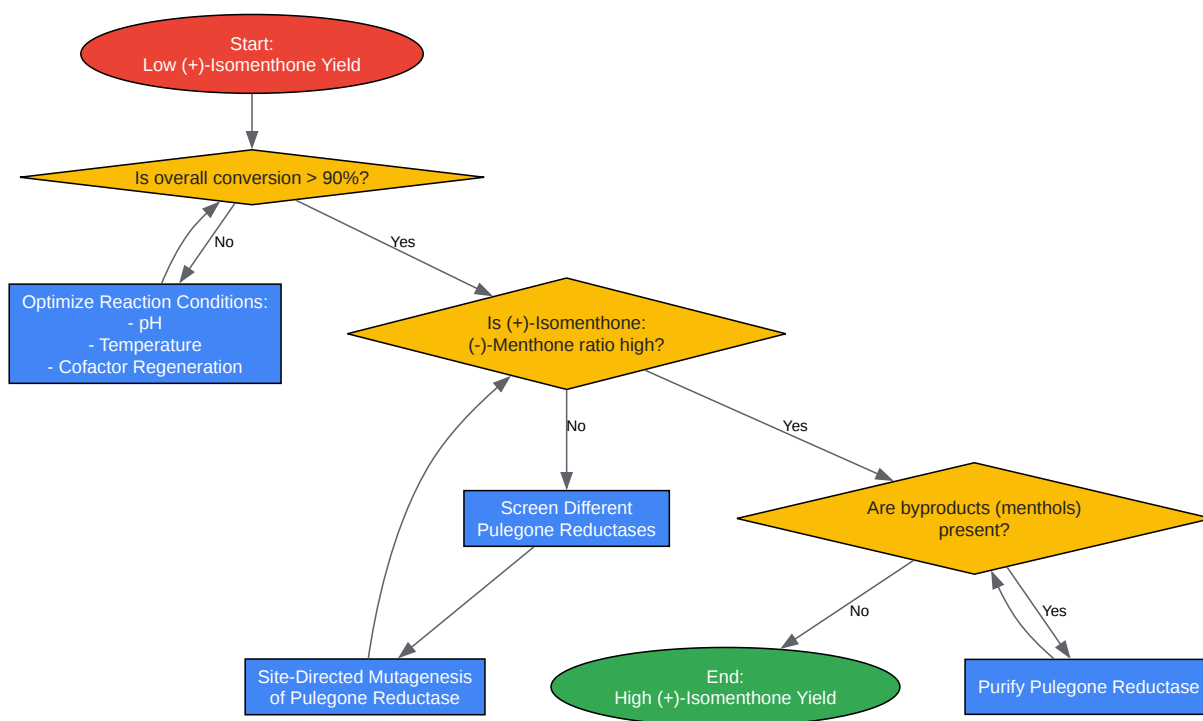 Start:
Low (+)-Isomenthone Yield
Is overall conversion > 90%?
No
Yes
Optimize Reaction Conditions:
- pH
- Temperature
- Cofactor Regeneration
Is (+)-Isomenthone:
(-)-Menthone ratio high?
No
Yes
Screen Different
Pulegone Reductases
Are byproducts (menthols)
present?
No
Yes
Site-Directed Mutagenesis
of Pulegone Reductase
End:
High (+)-Isomenthone Yield
Purify Pulegone Reductase